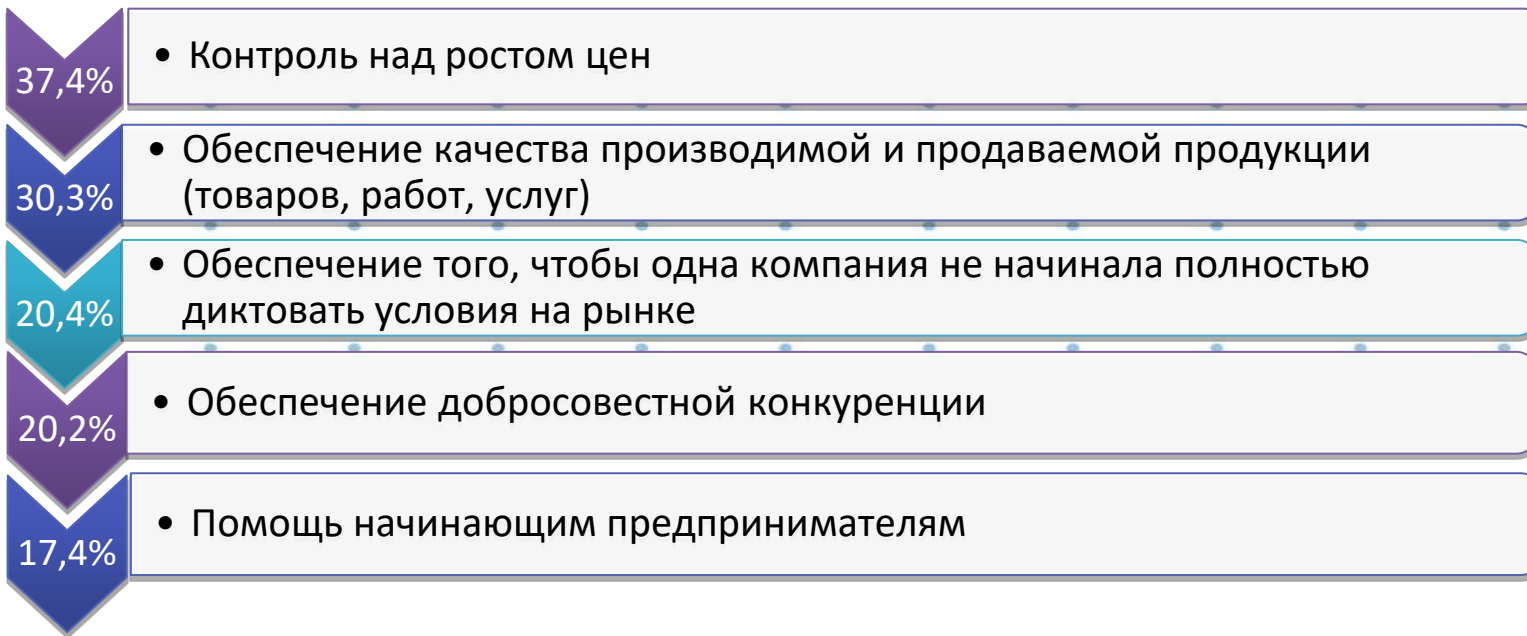 37,4%
• Контроль над ростом цен
30,3%
• Обеспечение качества производимой и продаваемой продукции
(товаров, работ, услуг)
20,4%
• Обеспечение того, чтобы одна компания не начинала полностью
диктовать условия на рынке
20,2%
• Обеспечение добросовестной конкуренции
17,4%
• Помощь начинающим предпринимателям